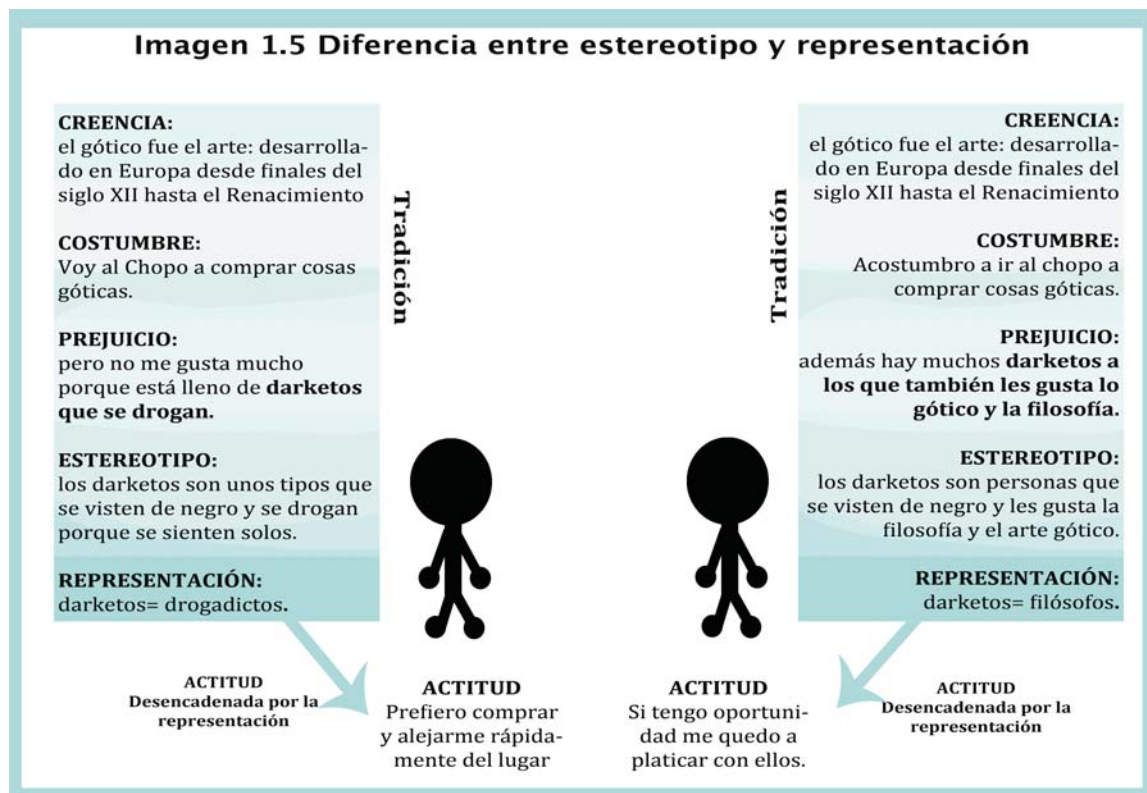 Imagen 1.5 Diferencia entre estereotipo y representación
CREENCIA:
el gótico fue el arte: desarrolla-
do en Europa desde finales del
siglo XII hasta el Renacimiento
COSTUMBRE:
Voy al Chopo a comprar cosas
góticas.
PREJUICIO:
pero no me gusta mucho
porque está lleno de darketos
que se drogan.
ESTEREOTIPO:
los darketos son unos tipos que
se visten de negro y se drogan
porque se sienten solos.
REPRESENTACIÓN:
darketos= drogadictos.
Tradición
ACTITUD
Desencadenada por la
representación
ACTITUD
Prefiero comprar
y alejarme rápida-
mente del lugar
Tradición
CREENCIA:
el gótico fue el arte: desarrolla-
do en Europa desde finales del
siglo XII hasta el Renacimiento
COSTUMBRE:
Acostumbro a ir al chopo a
comprar cosas góticas.
PREJUICIO:
además hay muchos darketos a
los que también les gusta lo
gótico y la filosofía.
ESTEREOTIPO:
los darketos son personas que
se visten de negro y les gusta la
filosofía y el arte gótico.
REPRESENTACIÓN:
darketos= filósofos.
ACTITUD
Si tengo oportuni-
dad me quedo a
platicar con ellos.
ACTITUD
Desencadenada por la
representación